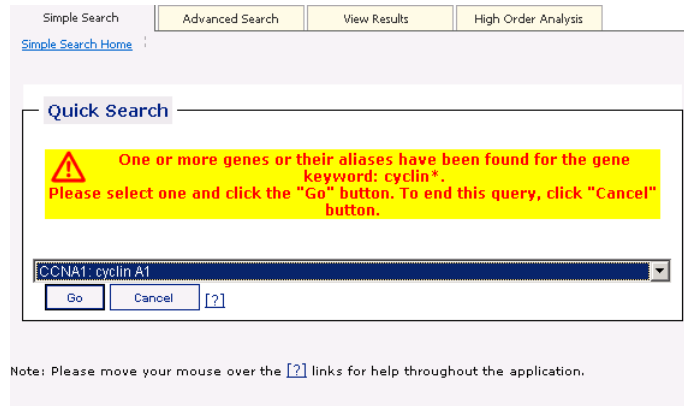 Simple Search Advanced Search View Results High Order Analysis
Simple Search Home
Quick Search
One or more genes or their aliases have been found for the gene
keyword: cyclin*.
Please select one and click the "Go" button. To end this query, click "Cancel"
button.
CCNA1: cyclin A1
Go Cancel [?]
Note: Please move your mouse over the [?] links for help throughout the application.